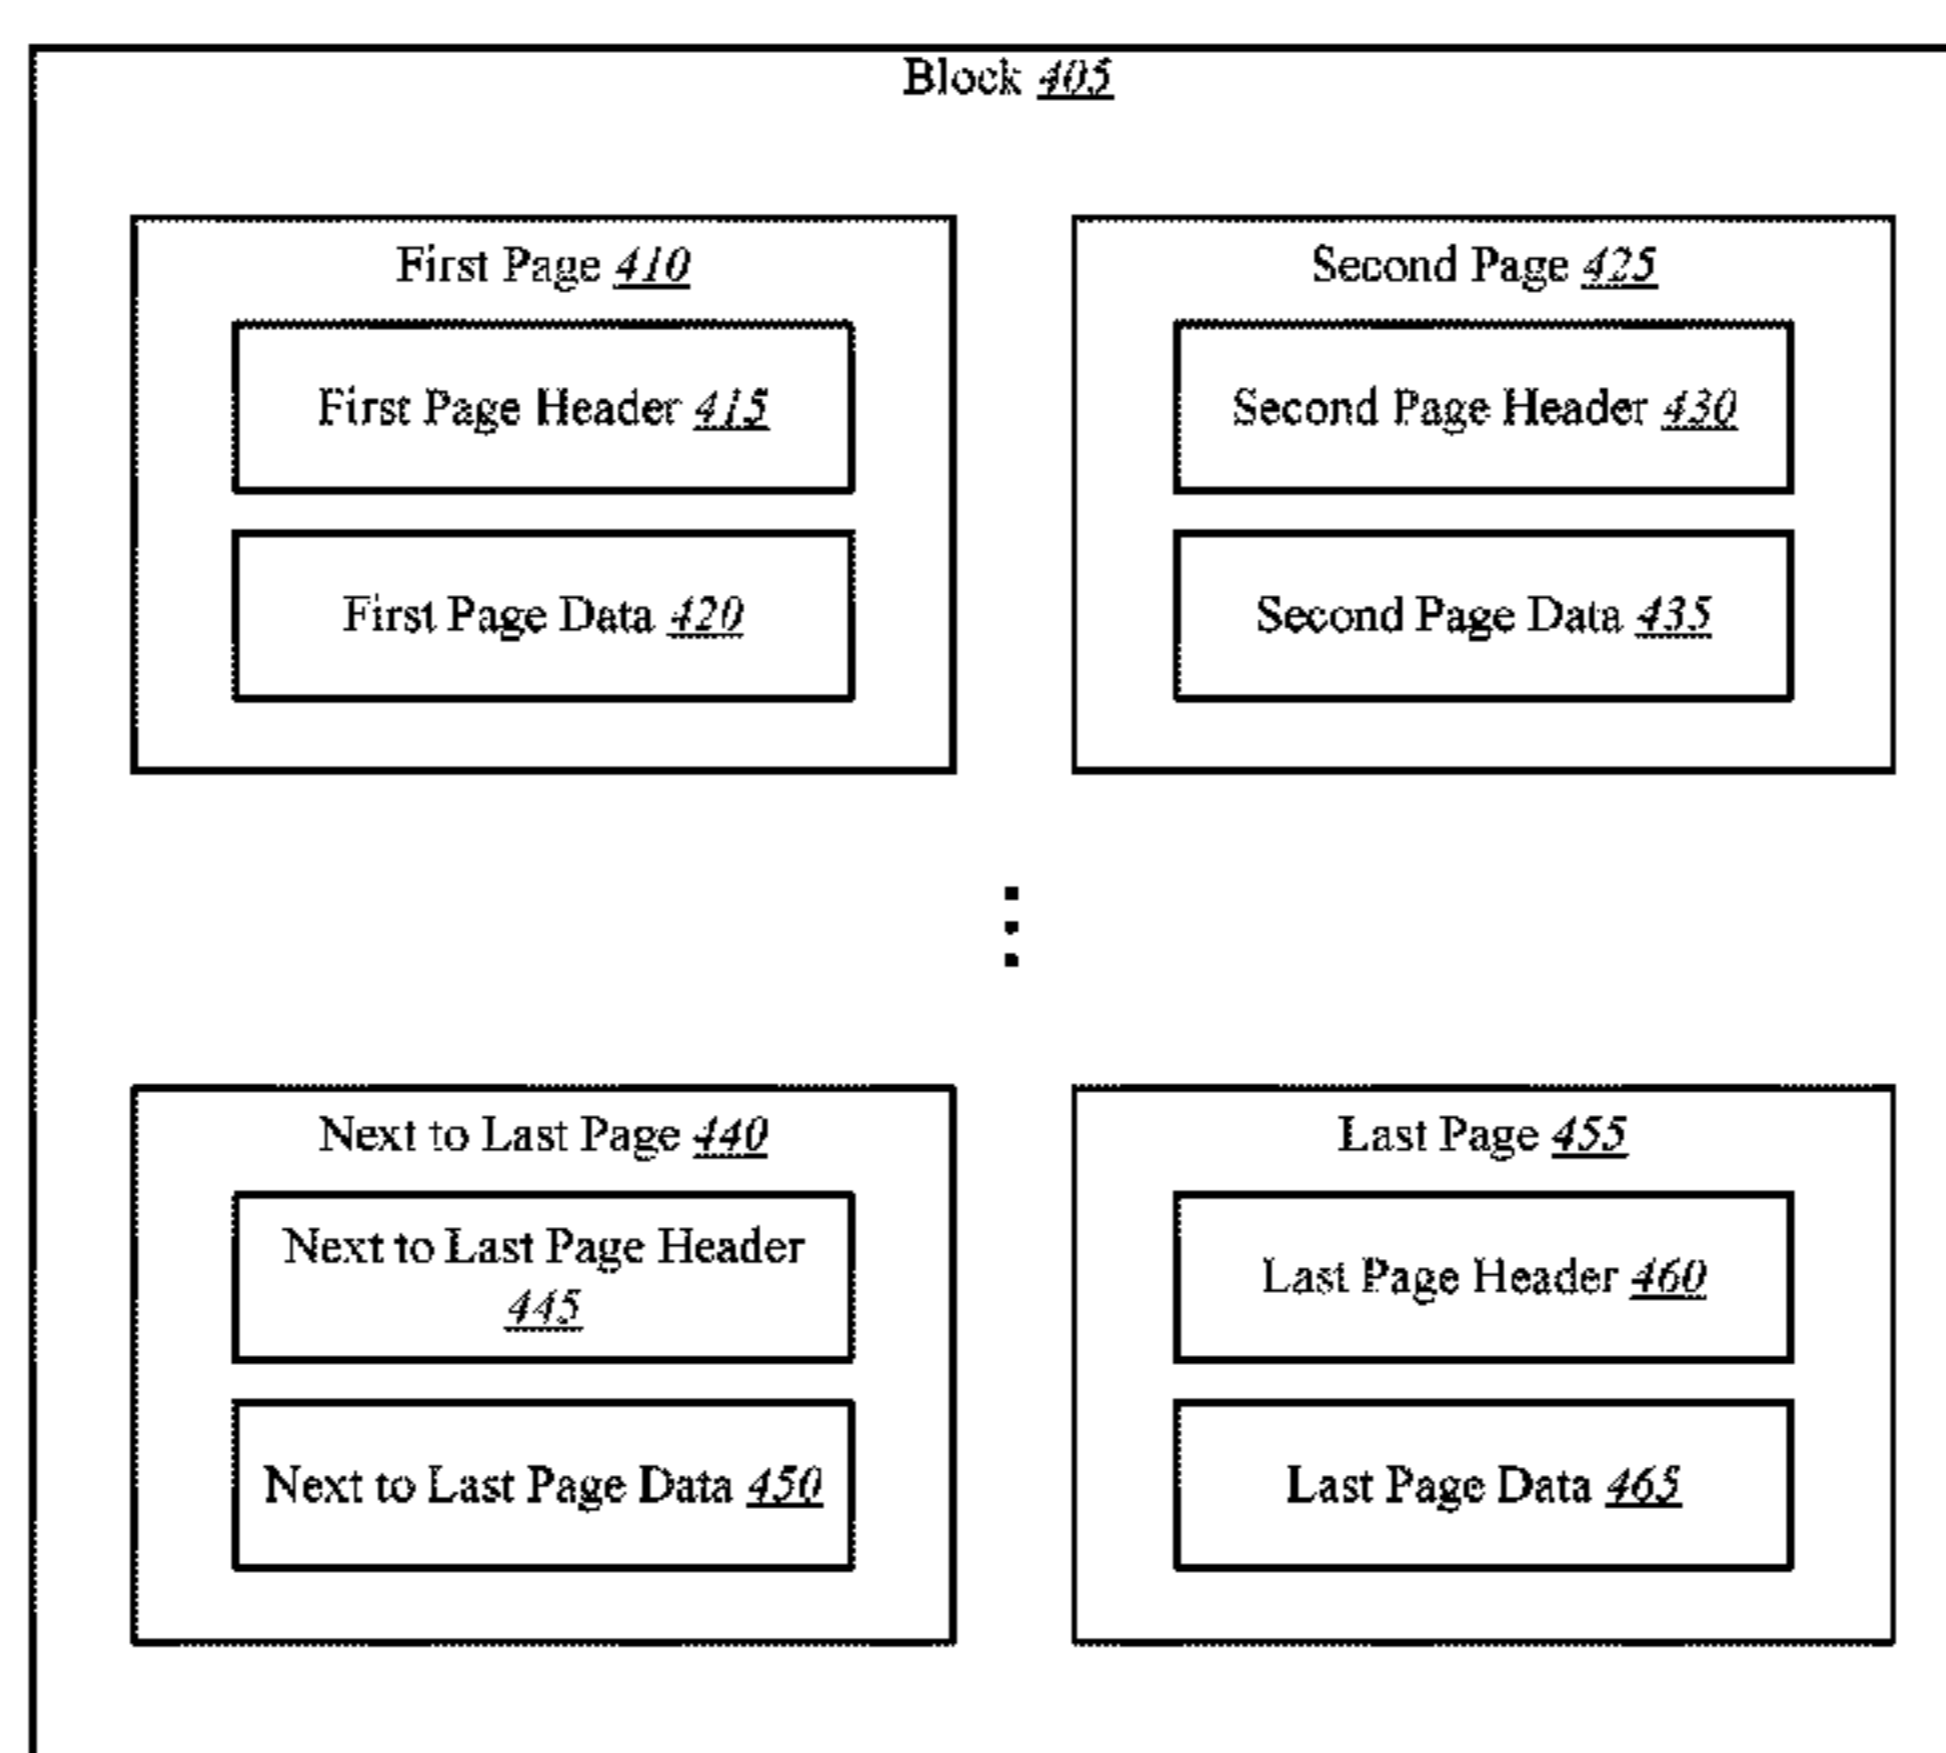 Block 405
First Page 410
First Page Header 415
First Page Data 420
Second Page 425
Second Page Header 430
Second Page Data 435
Next to Last Page 440
Next to Last Page Header
445
Next to Last Page Data 450
Last Page 455
Last Page Header 460
Last Page Data 465